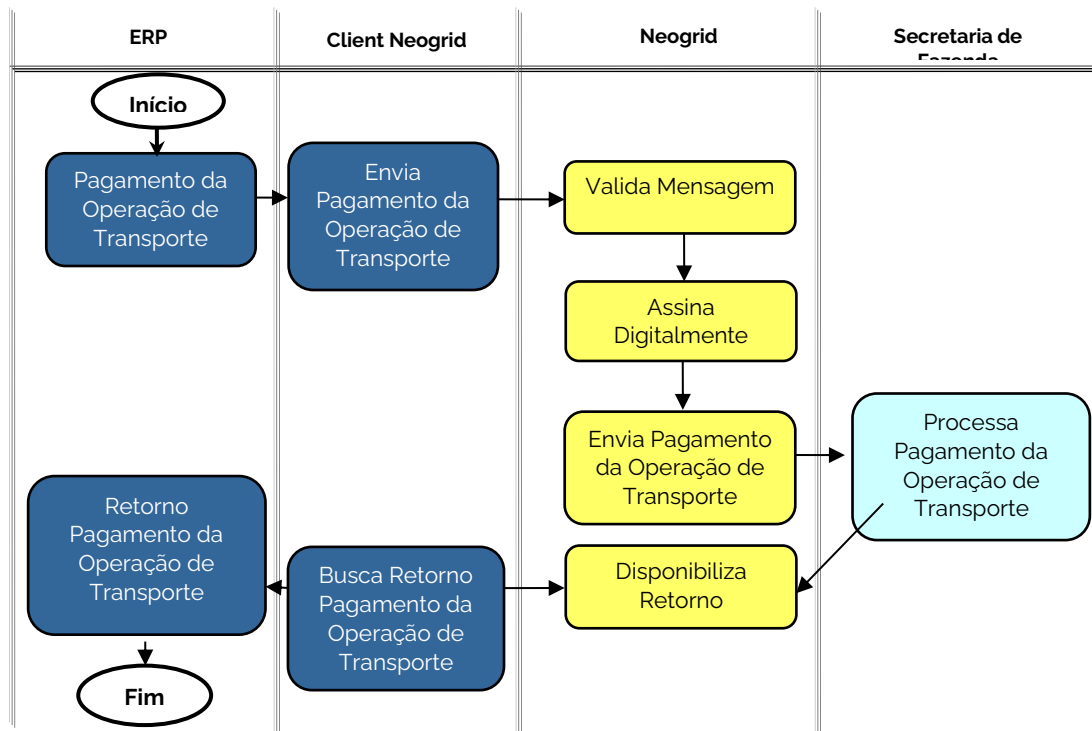 ERP
Client Neogrid
Neogrid
Secretaria de
Fazenda
Início
Pagamento da
Operação de
Transporte
Envia
Pagamento da
Operação de
Transporte
Valida Mensagem
Assina
Digitalmente
Envia Pagamento
da Operação de
Transporte
Processa
Pagamento da
Operação de
Transporte
Retorno
Pagamento da
Operação de
Transporte
Busca Retorno
Pagamento da
Operação de
Transporte
Disponibiliza
Retorno
Fim